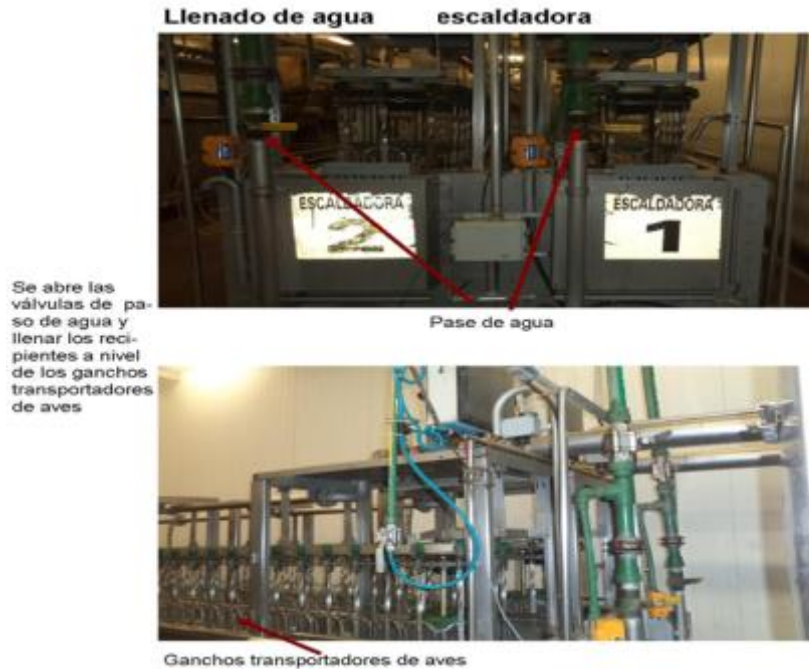 Llenado de agua escaldadora
ESCALDADORA
2
ESCALDADORA
1
Se abre las
válvulas de pa-
so de agua y
llenar los reci-
pientes a nivel
de los ganchos
transportadores
de aves
Pase de agua
Ganchos transportadores de aves